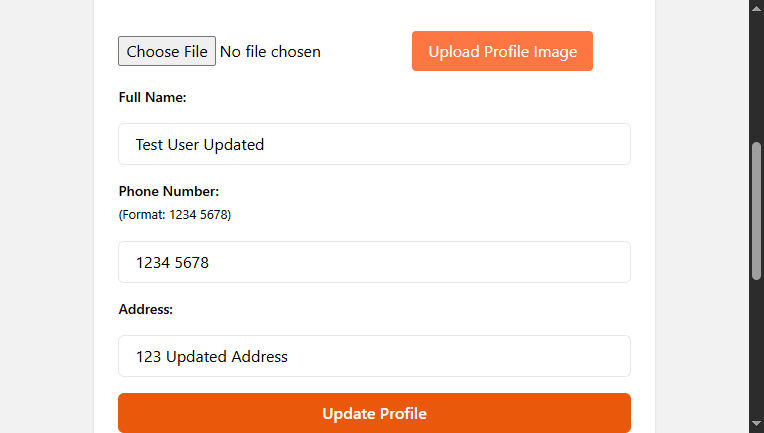 Choose File No file chosen Upload Profile Image
Full Name:
Test User Updated
Phone Number:
(Format: 1234 5678)
1234 5678
Address:
123 Updated Address
Update Profile